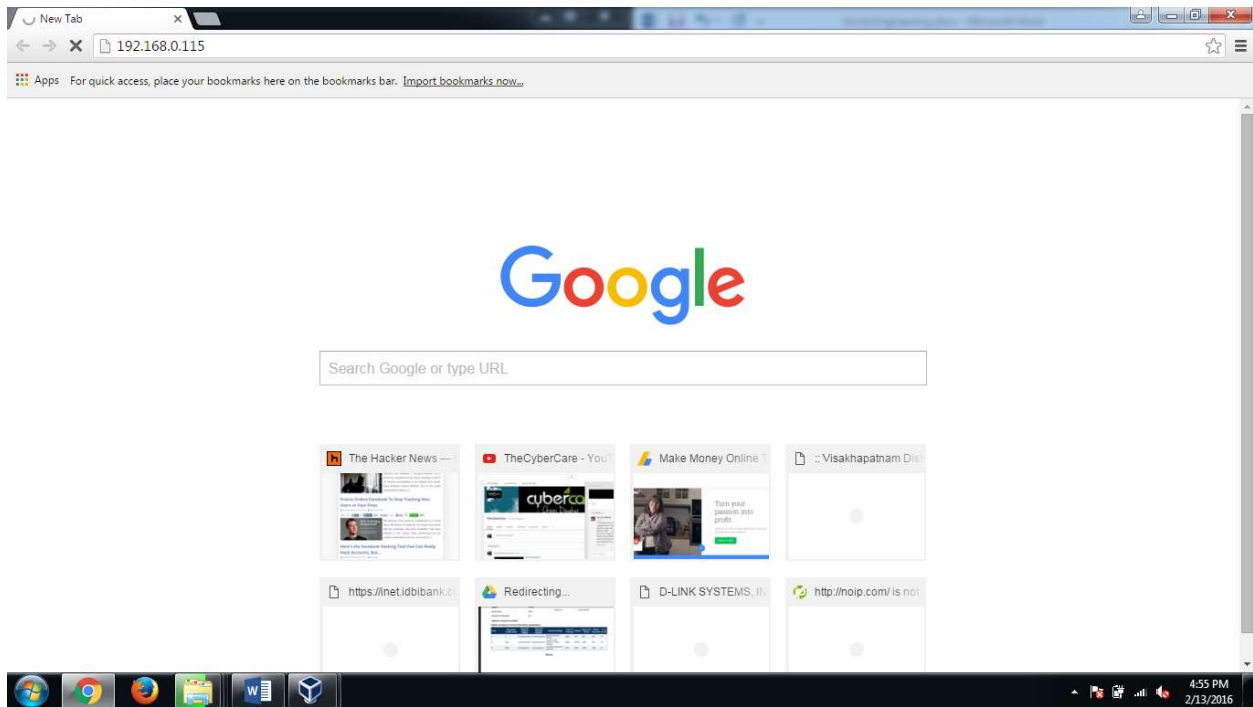 New Tab
192.168.0.115
Apps For quick access, place your bookmarks here on the bookmarks bar. Import bookmarks now...
Google
Search Google or type URL
The Hacker News —
TheCyberCare - You
Make Money Online
:: Visakhapatnam Dis
cyberca
Turn your
passion into
profit
https://inet.idbibank.c
Redirecting...
D-LINK SYSTEMS, IN
http://noip.com/ is not
4:55 PM
2/13/2016